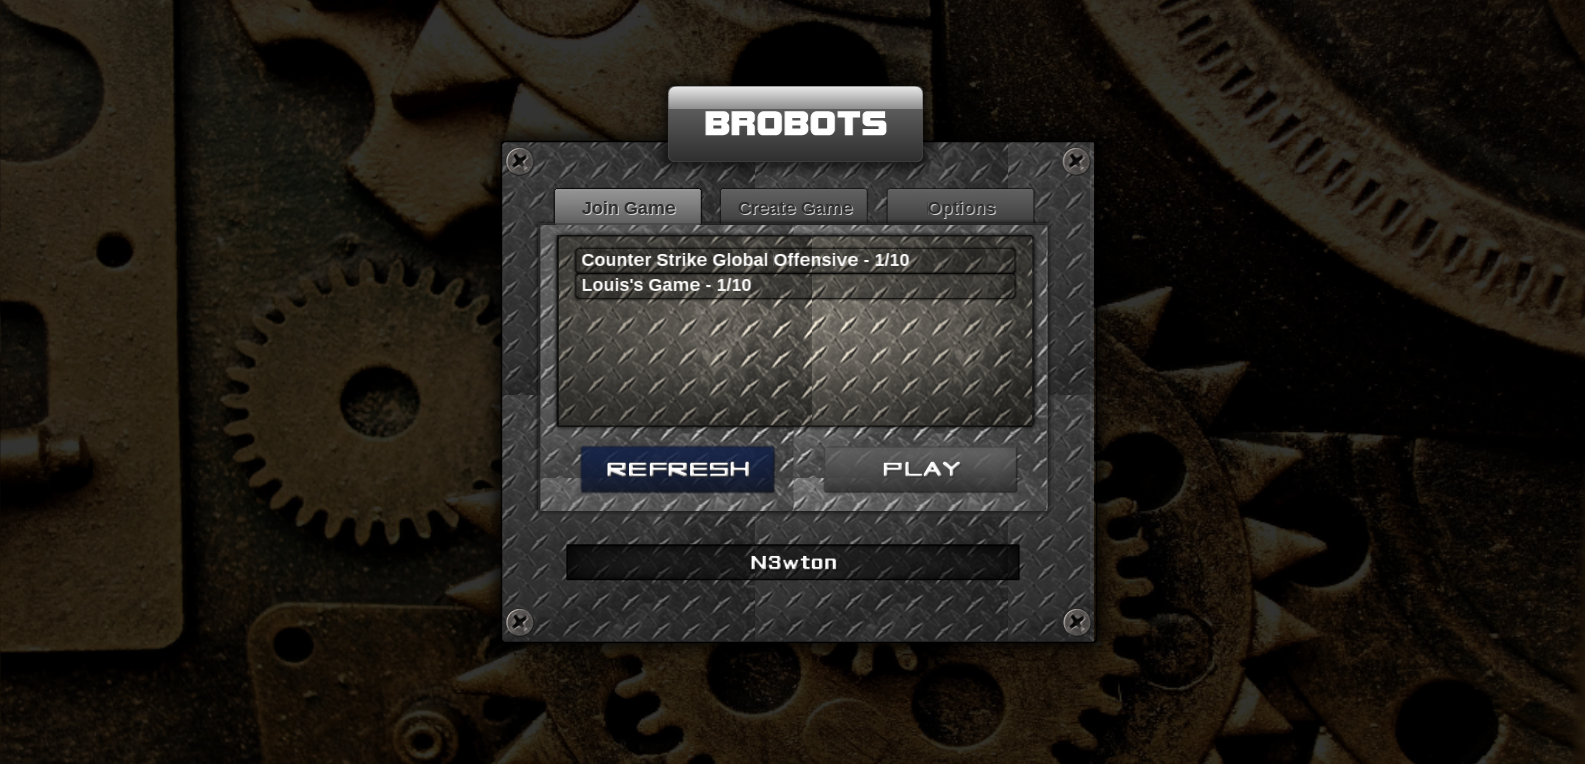 BROBOTS
Join Game Create Game Options
Counter Strike Global Offensive - 1/10
Louis's Game - 1/10
REFRESH PLAY
N3wton